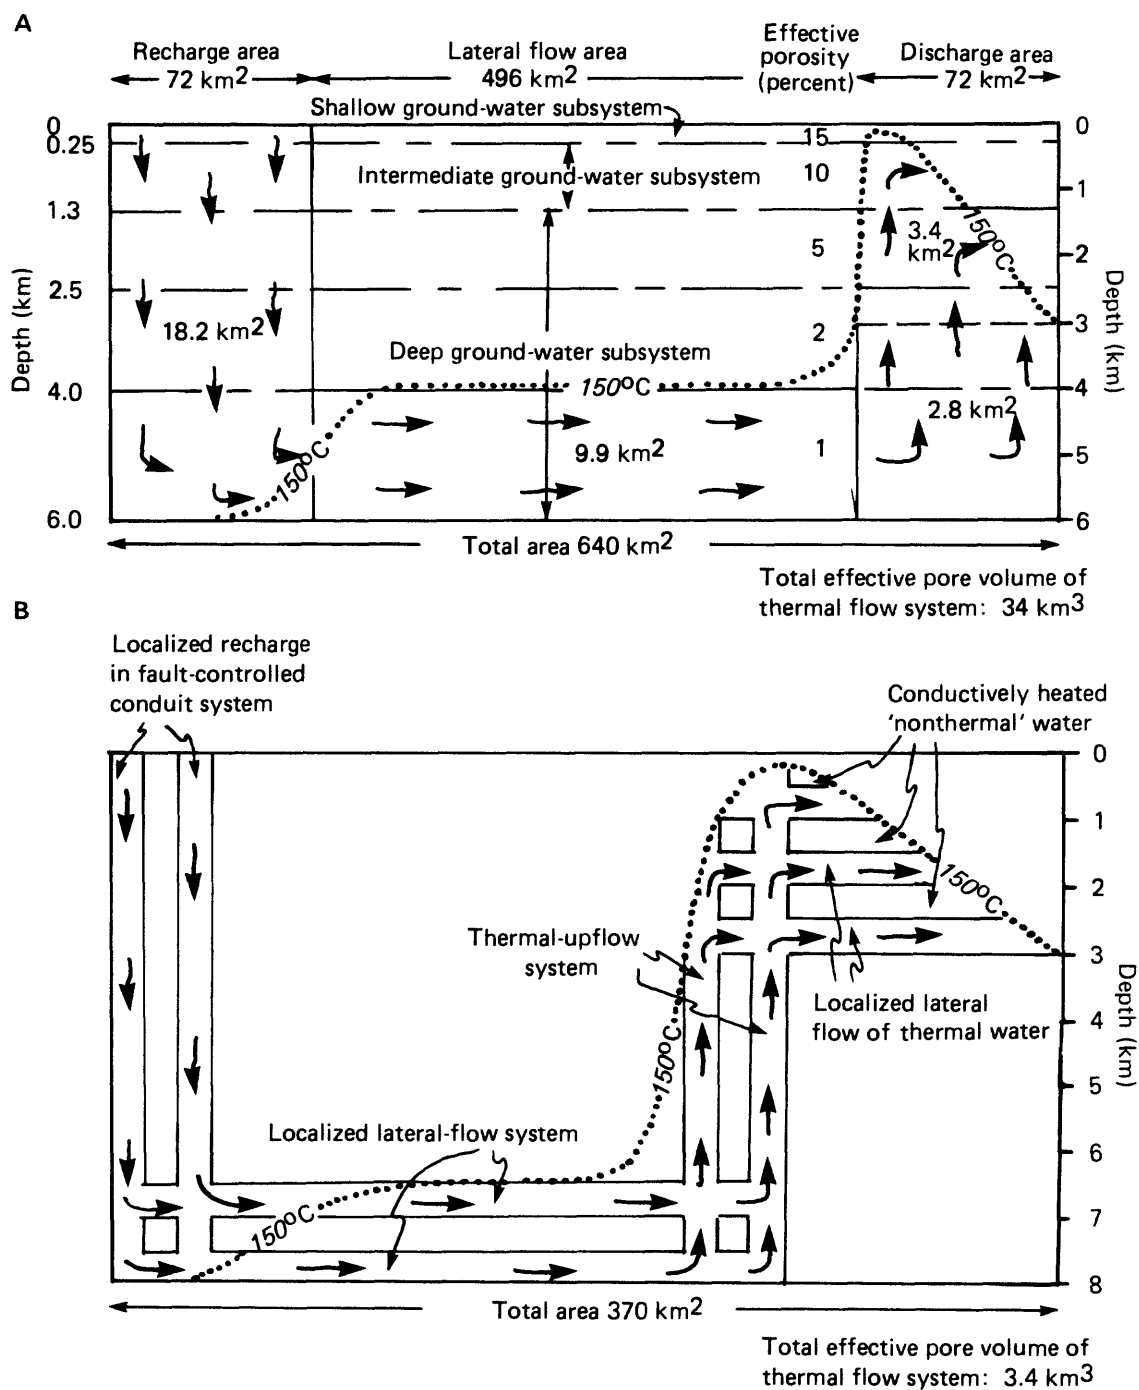 A
Recharge area
72 km2
Lateral flow area
496 km2
Effective
porosity
(percent)
Discharge area
72 km2
Shallow ground-water subsystem
0
0.25
1.3
2.5
4.0
6.0
Depth (km)
Intermediate ground-water subsystem
15
10
5
2
1
0
1
2
3
4
5
6
Depth (km)
3.4
km2
150°C
18.2 km2
Deep ground-water subsystem
150°C
2.8 km2
9.9 km2
150°C
Total area 640 km2
Total effective pore volume of
thermal flow system: 34 km3
B
Localized recharge
in fault-controlled
conduit system
Conductively heated
'nonthermal' water
0
1
2
3
4
5
6
7
8
Depth (km)
150°C
Thermal-upflow
system
Localized lateral
flow of thermal water
150°C
Localized lateral-flow system
150°C
Total area 370 km2
Total effective pore volume of
thermal flow system: 3.4 km3